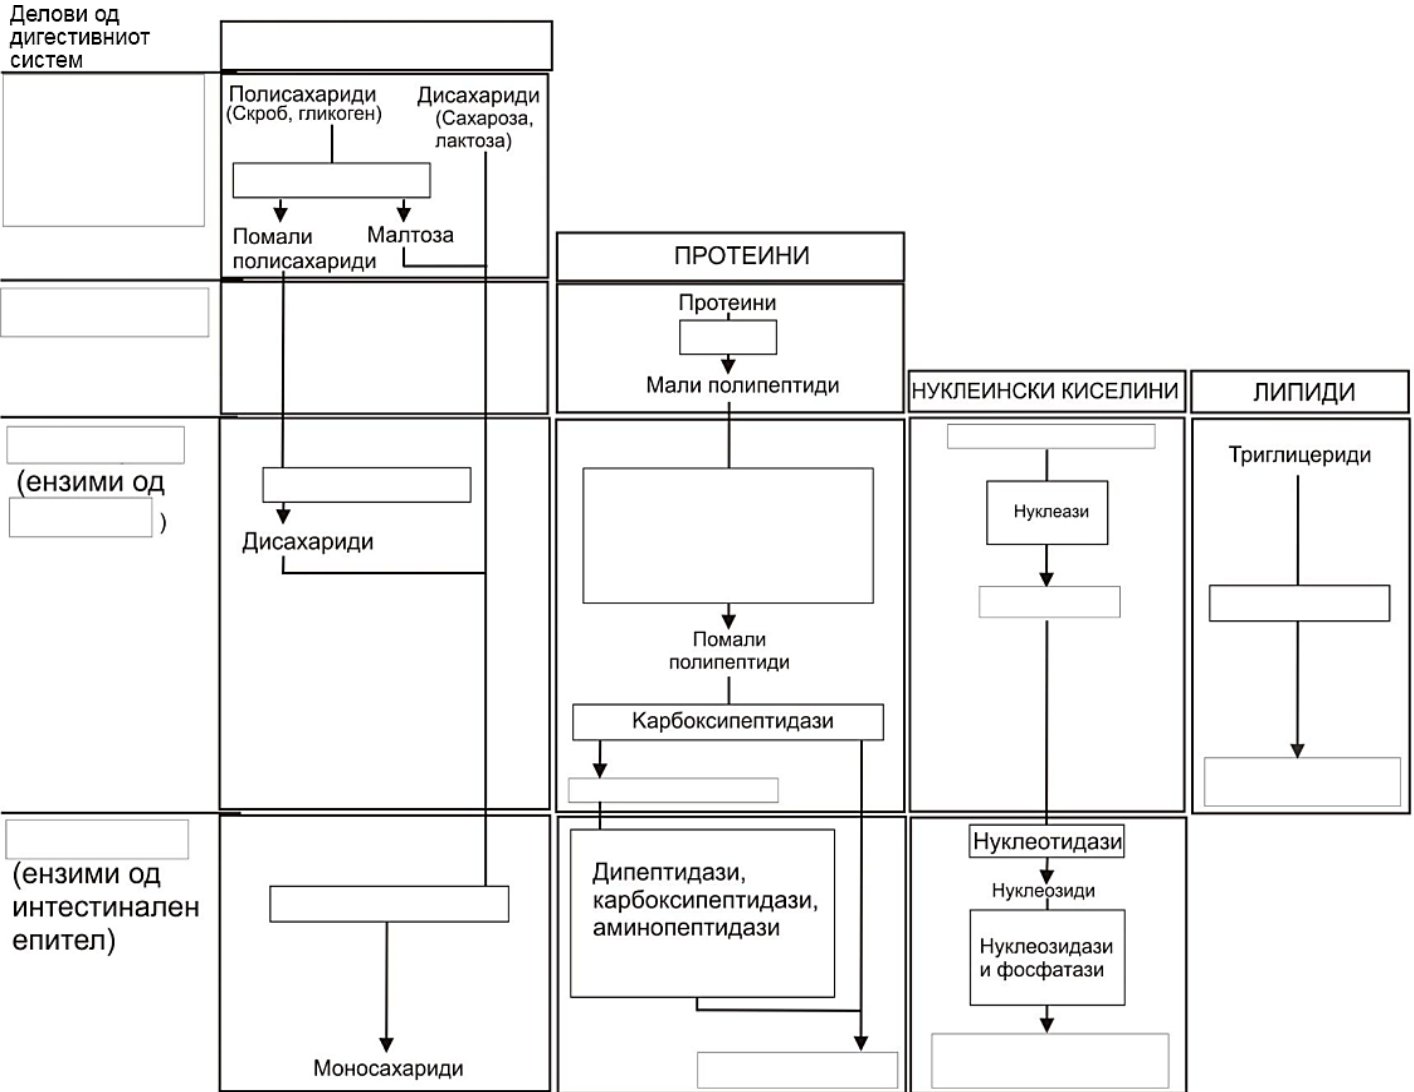 Делови од
дигестивниот
систем
Полисахариди
(Скроб, гликоген)
Дисахариди
(Сахароза,
лактоза)
Помали
полисахариди
Малтоза
ПРОТЕИНИ
Протеини
Мали полипептиди
НУКЛЕИНСКИ КИСЕЛИНИ
ЛИПИДИ
(ензими од
)
Дисахариди
Помали
полипептиди
Карбоксипептидази
Нуклеази
Триглицериди
(ензими од
интестинален
епител)
Моносахариди
Дипептидази,
карбоксипептидази,
аминопептидази
Нуклеотидази
Нуклеозиди
Нуклеозидази
и фосфатази